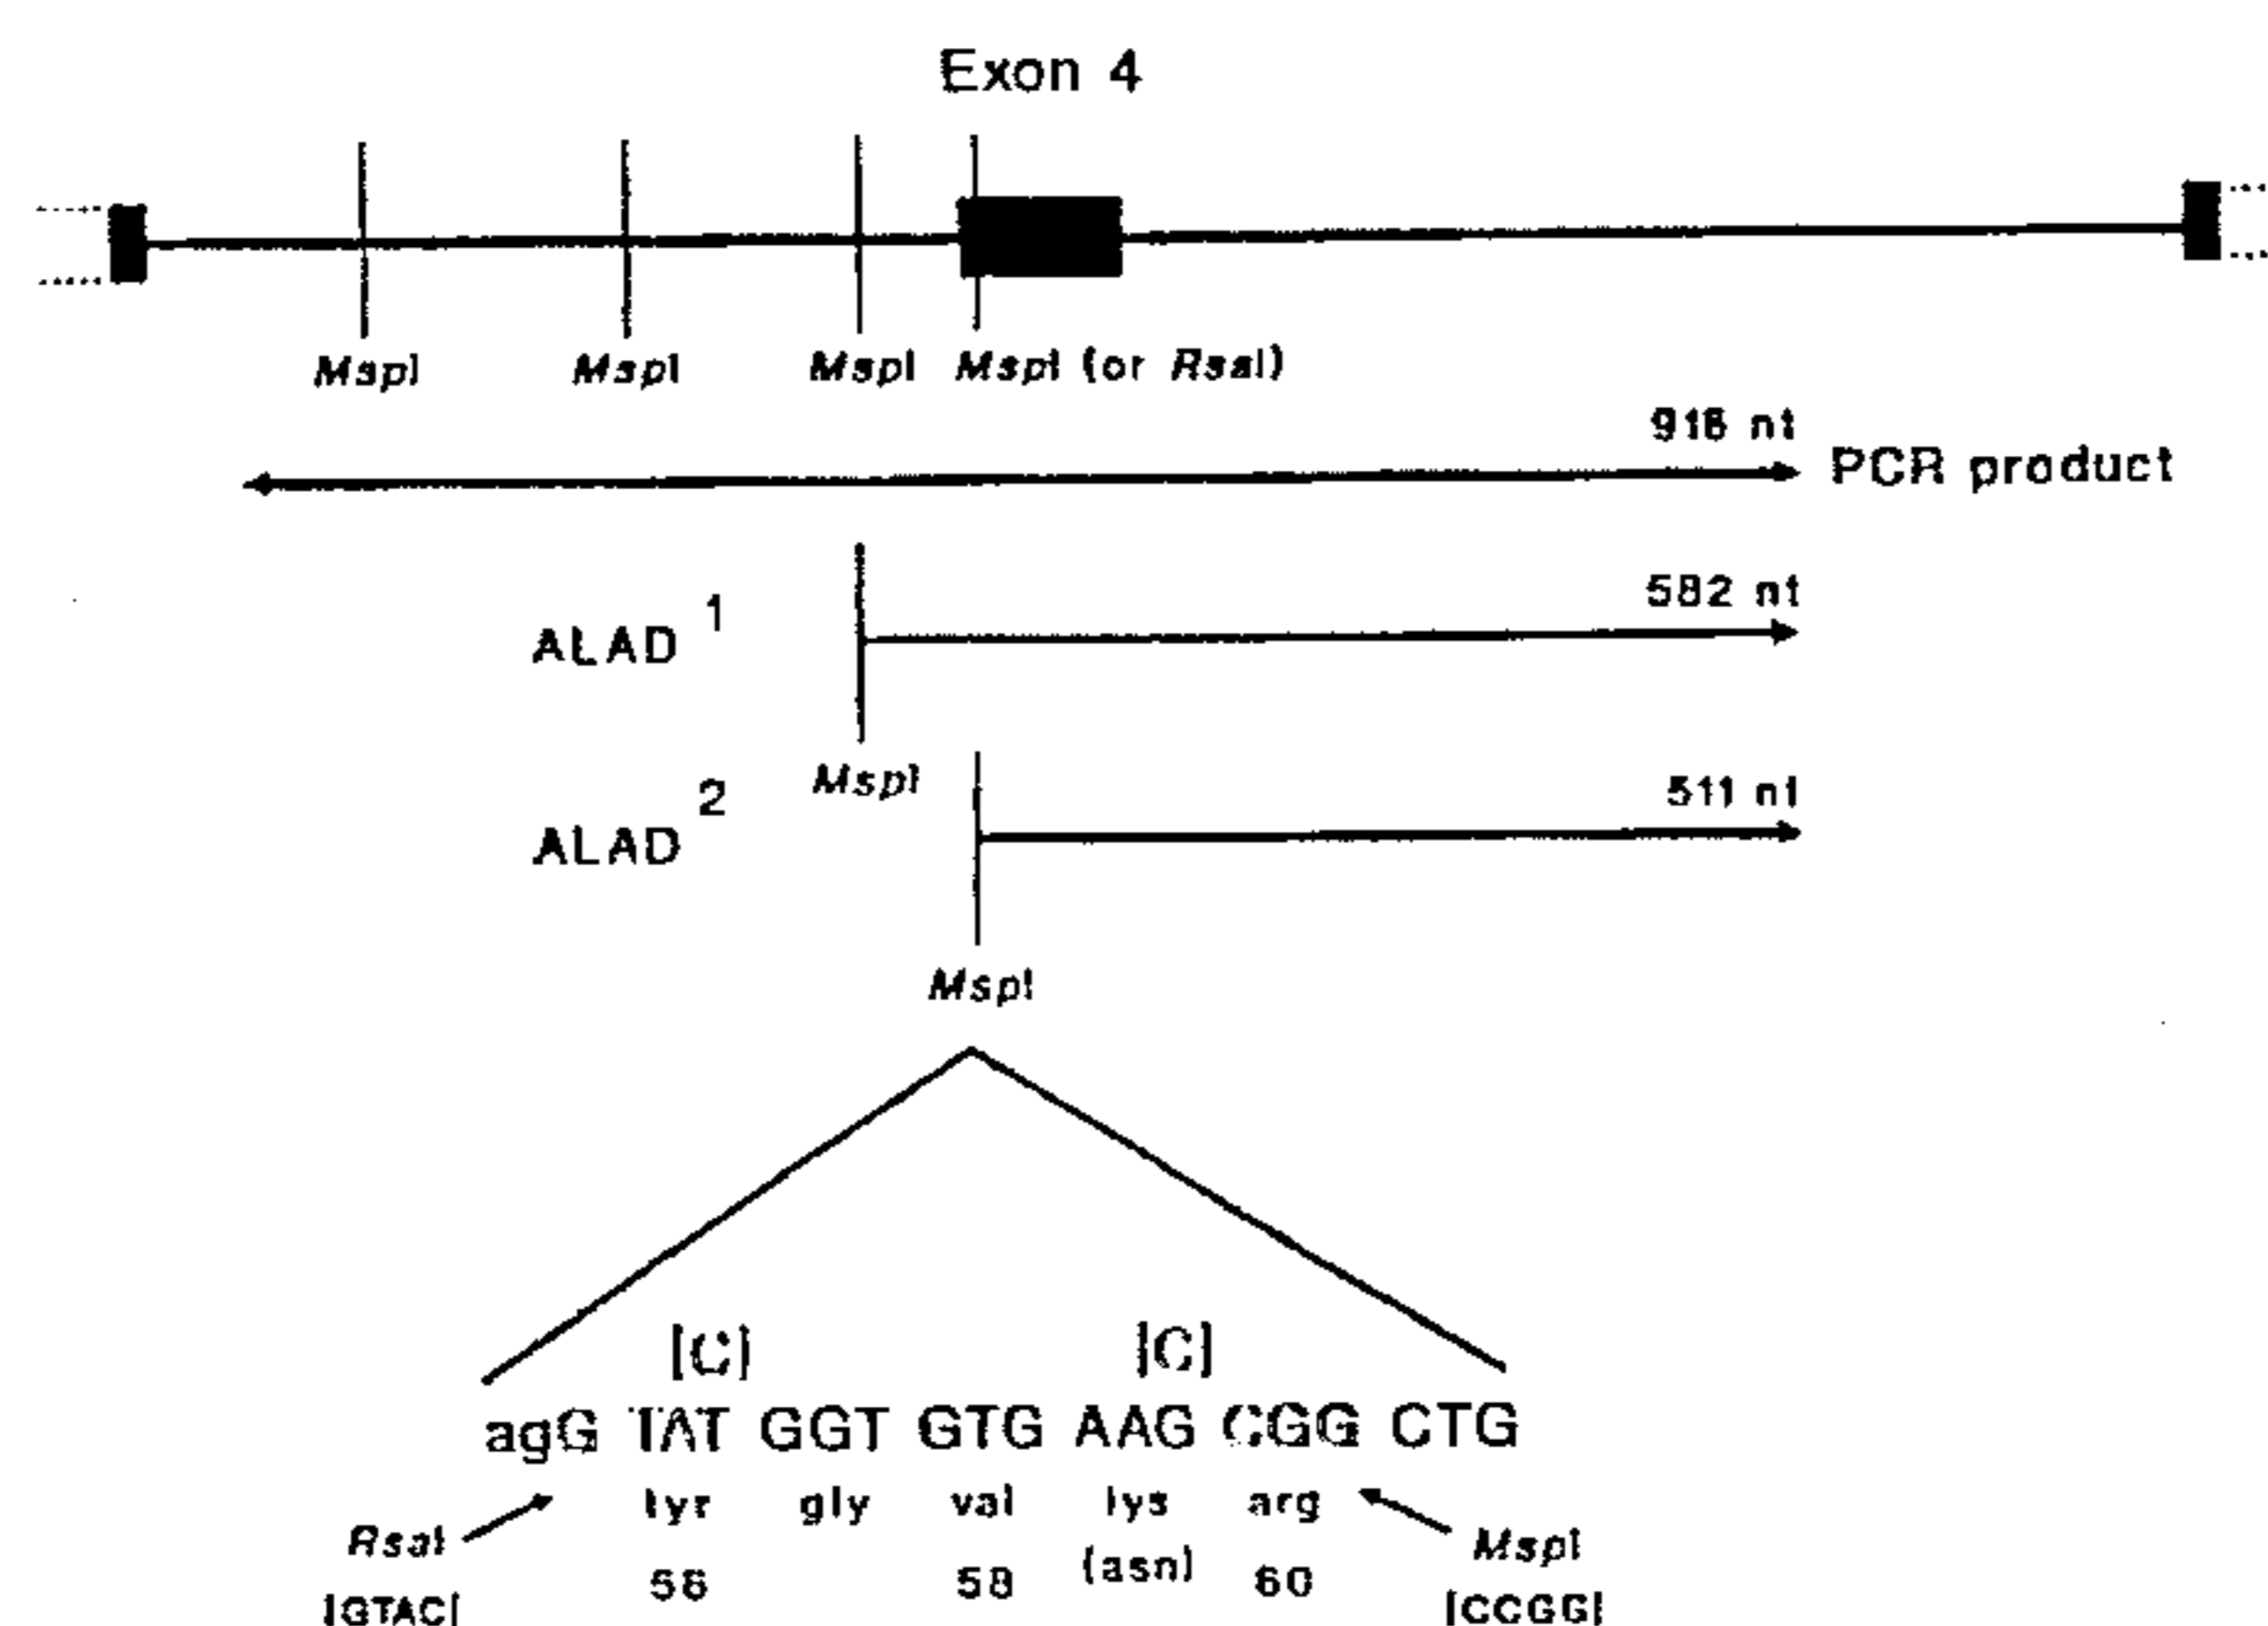 Exon 4
MspI MspI MspI MspI (or RsaI)
916 nt
PCR product
582 nt
ALAD 1
MspI
511 nt
ALAD 2
MspI
[C] [C]
agG TAT GGT GTG AAG CGG CTG
tyr gly val lys arg
RsaI MspI
56 58 (asn) 60
[GTAC] [CCGG]